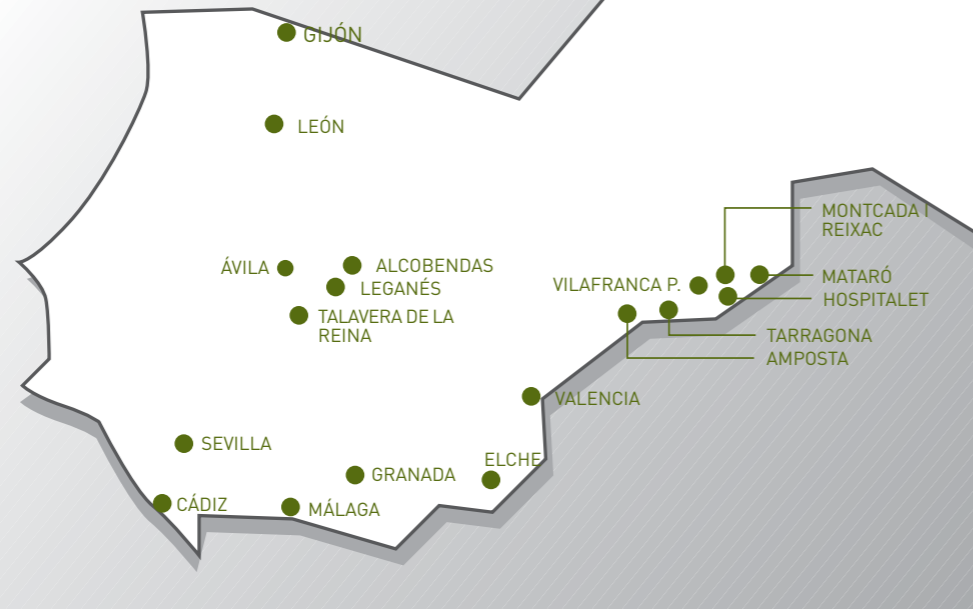 GIJÓN
LEÓN
MONTCADA I
REIXAC
ÁVILA
ALCOBENDAS
MATARÓ
VILAFRANCA P.
LEGANÉS
HOSPITALET
TALAVERA DE LA
REINA
TARRAGONA
AMPOSTA
VALENCIA
SEVILLA
ELCHE
GRANADA
CÁDIZ
MÁLAGA